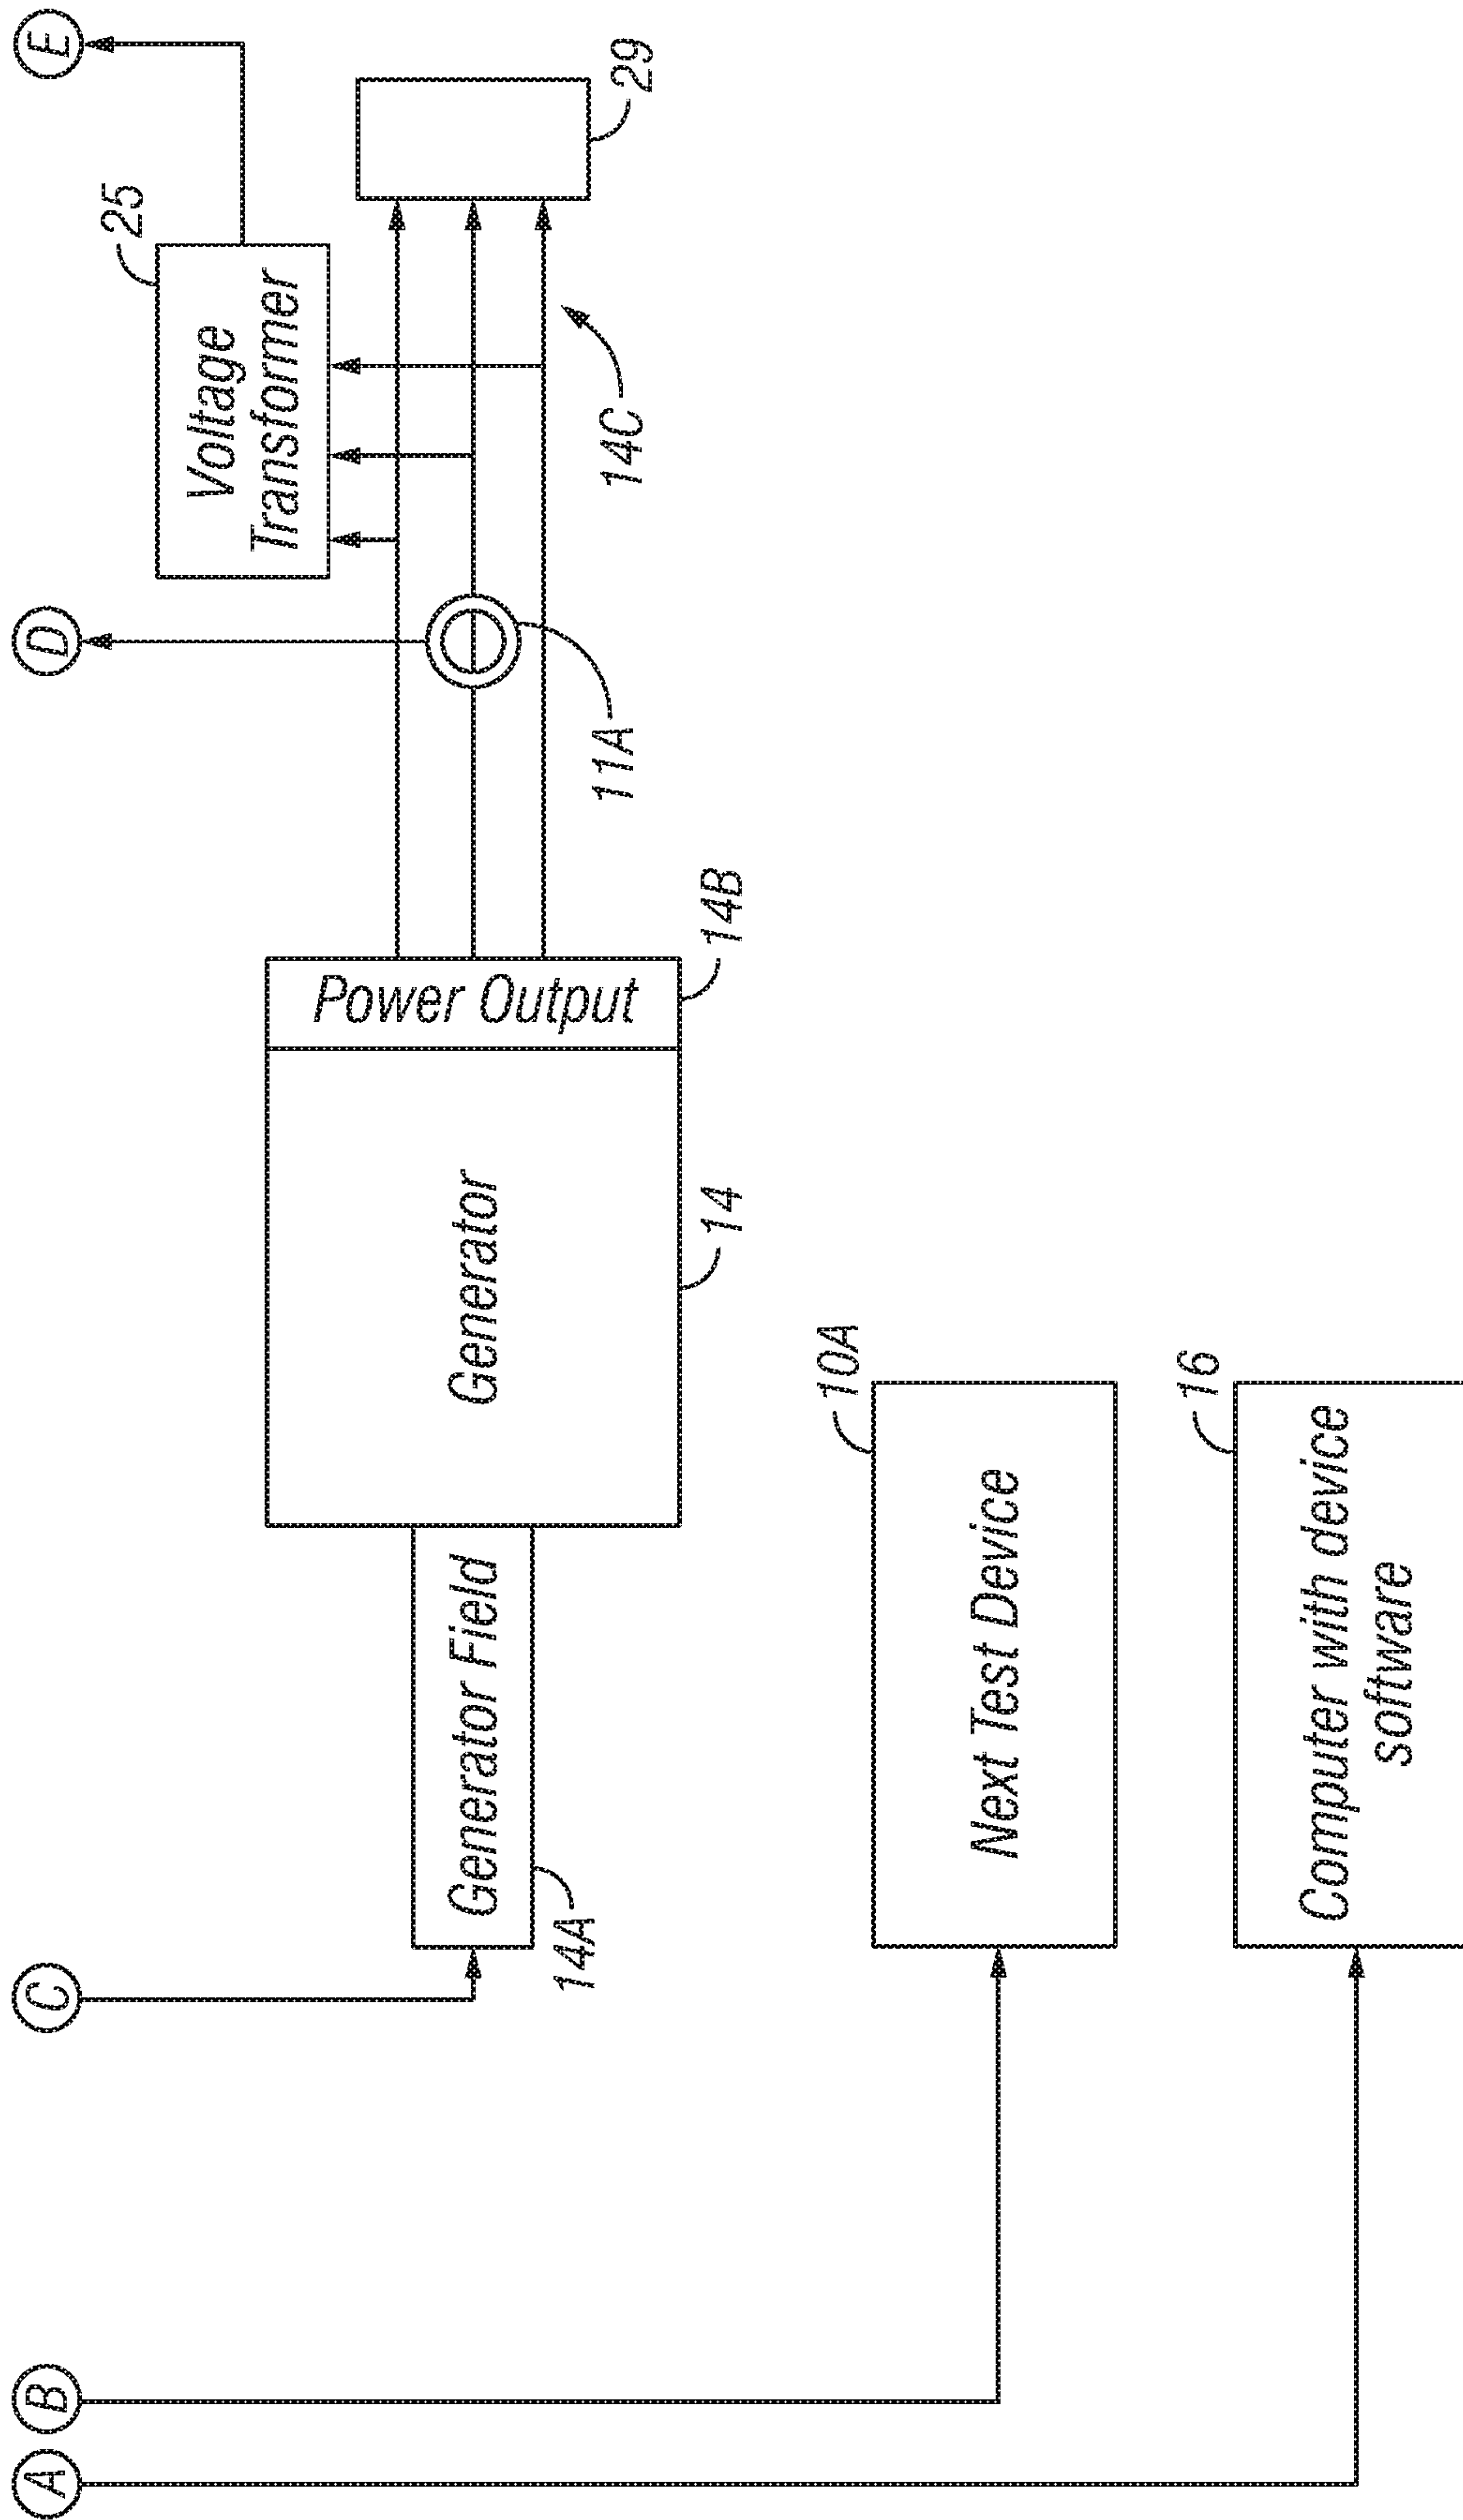 A
B
C
D
E
25
Voltage
Transformer
29
14C
11A
Power Output
14B
Generator
14
Generator Field
14A
10A
Next Test Device
16
Computer with device
software